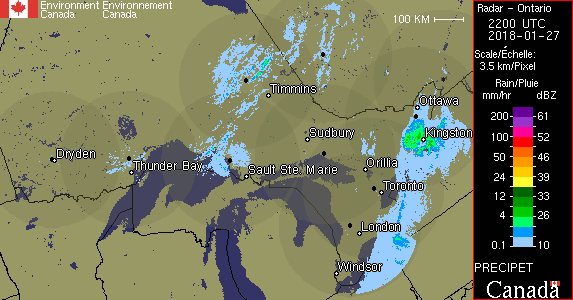 Environment Environnement
Canada Canada
100 KM
Radar - Ontario
2200 UTC
2018-01-27
Scale/Échelle:
3.5 km/Pixel
Rain/Pluie
mm/hr dBZ
200 61
100 52
50 46
24 39
12 33
4 26
0.1 10
PRECIPET
Canada
Timmins
Ottawa
Sudbury
Kingston
Dryden
Thunder Bay
Sault Ste. Marie
Orillia
Toronto
London
Windsor